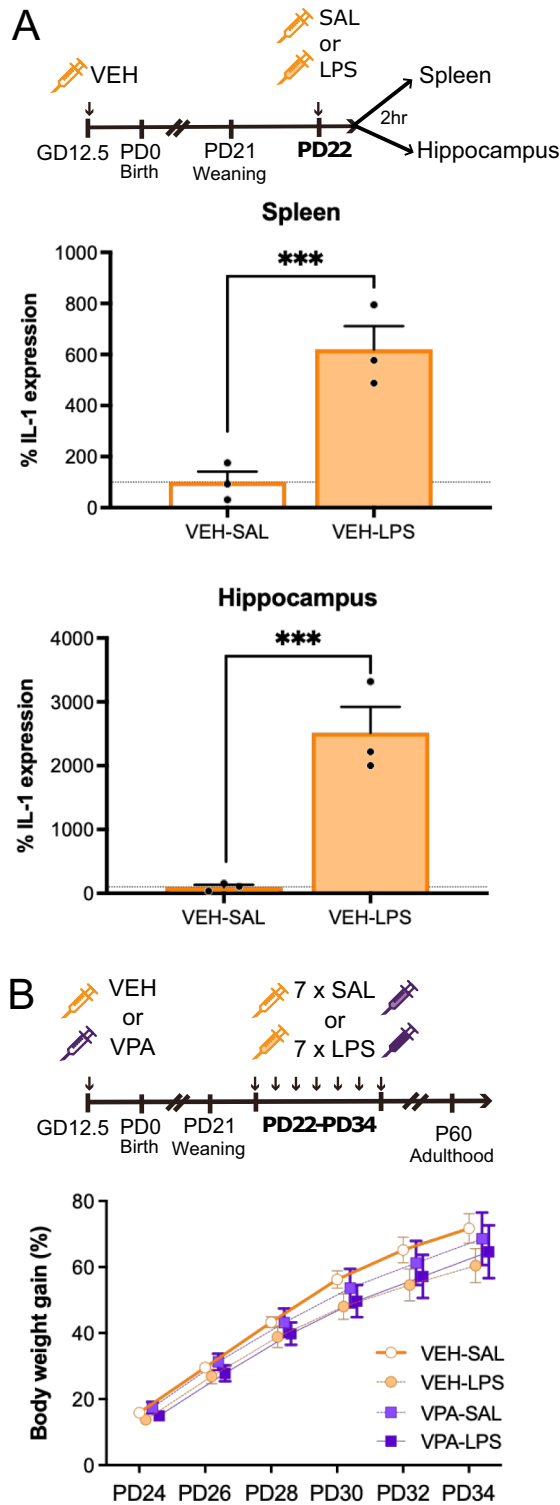 A
VEH
SAL
or
LPS
GD12.5
PD0
Birth
PD21
Weaning
PD22
2hr
Spleen
Hippocampus
Spleen
***
% IL-1 expression
1000
800
600
400
200
0
VEH-SAL
VEH-LPS
Hippocampus
***
% IL-1 expression
4000
3000
2000
1000
0
VEH-SAL
VEH-LPS
B
VEH
or
VPA
7 x SAL
or
7 x LPS
GD12.5
PD0
Birth
PD21
Weaning
PD22-PD34
P60
Adulthood
Body weight gain (%)
80
60
40
20
0
VEH-SAL
VEH-LPS
VPA-SAL
VPA-LPS
PD24 PD26 PD28 PD30 PD32 PD34